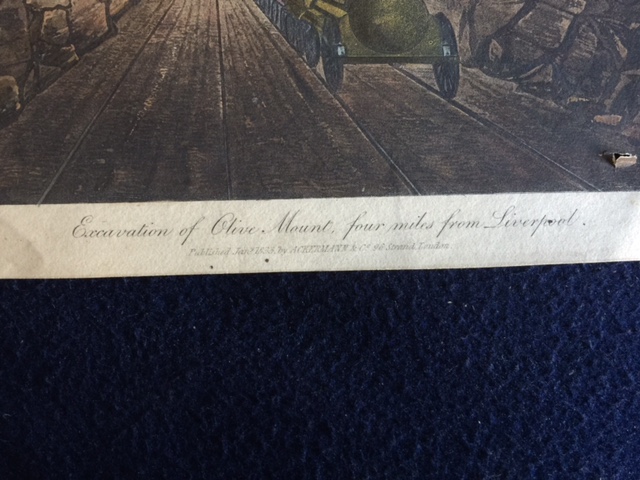 Excavation of Olive Mount, four miles from Liverpool.
Published by ACKERMANN & Co. 96 Strand, London.